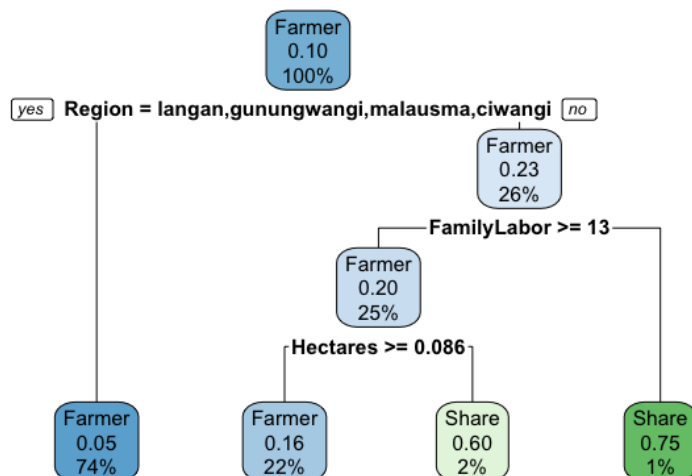 Farmer
0.10
100%
yes Region = langan,gunungwangi,malausma,ciwangi no
Farmer
0.23
26%
FamilyLabor >= 13
Farmer
0.20
25%
Hectares >= 0.086
Farmer
0.05
74%
Farmer
0.16
22%
Share
0.60
2%
Share
0.75
1%